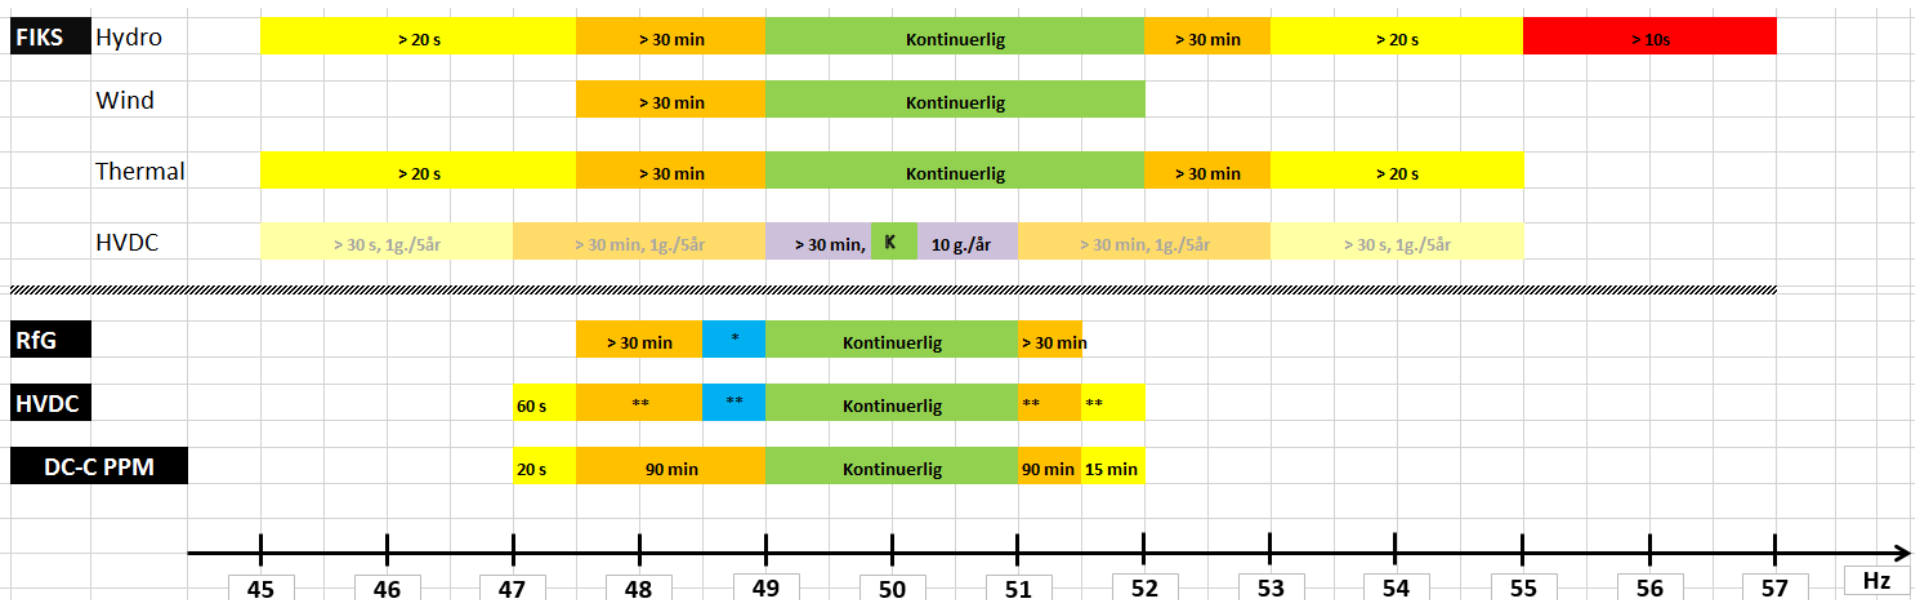 FIKS Hydro > 20 s > 30 min Kontinuerlig > 30 min > 20 s > 10s
Wind > 30 min Kontinuerlig
Thermal > 20 s > 30 min Kontinuerlig > 30 min > 20 s
HVDC > 30 s, 1g./5år > 30 min, 1g./5år > 30 min, K 10 g./år > 30 min, 1g./5år > 30 s, 1g./5år
RfG > 30 min * Kontinuerlig > 30 min
HVDC 60 s ** ** Kontinuerlig ** **
DC-C PPM 20 s 90 min Kontinuerlig 90 min 15 min
45 46 47 48 49 50 51 52 53 54 55 56 57 Hz